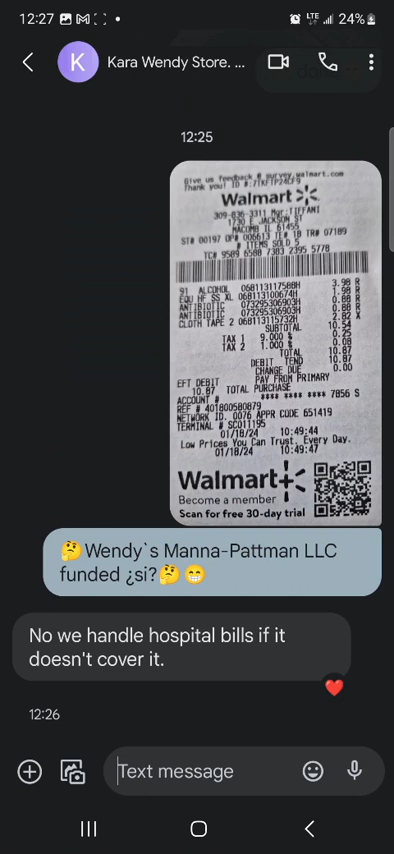 12:27
LTE
24%
K
Kara Wendy Store. ...
12:25
Give us feedback @ survey.walmart.com
Thank you! ID #:7TKFTP24CF9
Walmart
309-836-3311 Mgr:TIFFANI
1730 E JACKSON ST
MACOMB IL 61455
ST# 00197 OP# 006613 TE# 18 TR# 07189
# ITEMS SOLD 5
TC# 9589 6588 7383 2395 5778
91 ALCOHOL 068113117588H 3.98 R
EQU HF SS XL 068113100674H 1.98 R
ANTIBIOTIC 073295306903H 0.88 R
ANTIBIOTIC 073295306903H 0.88 R
CLOTH TAPE 2 068113115732H 2.82 X
SUBTOTAL 10.54
TAX 1 9.000 % 0.25
TAX 2 1.000 % 0.08
TOTAL 10.87
DEBIT TEND 10.87
CHANGE DUE 0.00
EFT DEBIT PAY FROM PRIMARY
10.87 TOTAL PURCHASE
ACCOUNT # **** **** **** 7856 S
REF # 401800580879
NETWORK ID. 0076 APPR CODE 651419
TERMINAL # SC011195
01/18/24 10:49:44
Low Prices You Can Trust. Every Day.
01/18/24 10:49:47
Walmart+
Become a member
Scan for free 30-day trial
🤔Wendy`s Manna-Pattman LLC
funded ¿si?🤔😁
No we handle hospital bills if it
doesn't cover it.
12:26
Text message